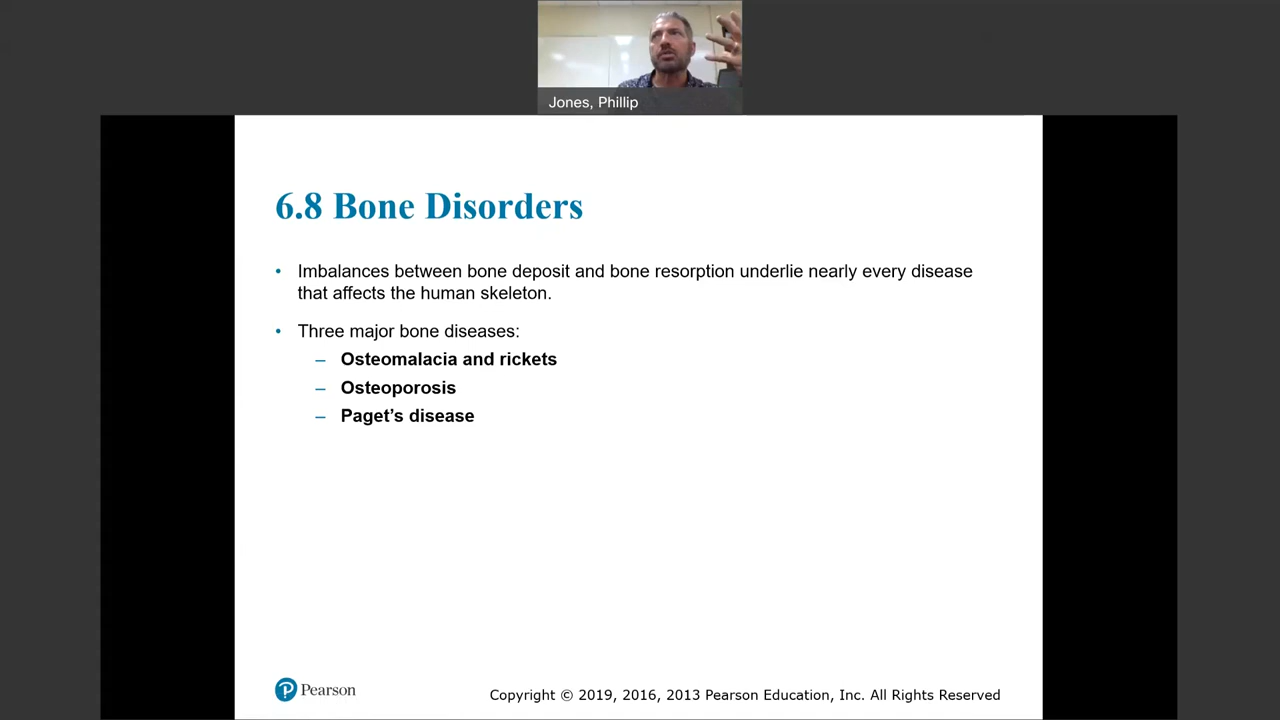 Jones, Phillip
6.8 Bone Disorders
• Imbalances between bone deposit and bone resorption underlie nearly every disease
that affects the human skeleton.
• Three major bone diseases:
– Osteomalacia and rickets
– Osteoporosis
– Paget’s disease
P Pearson
Copyright © 2019, 2016, 2013 Pearson Education, Inc. All Rights Reserved